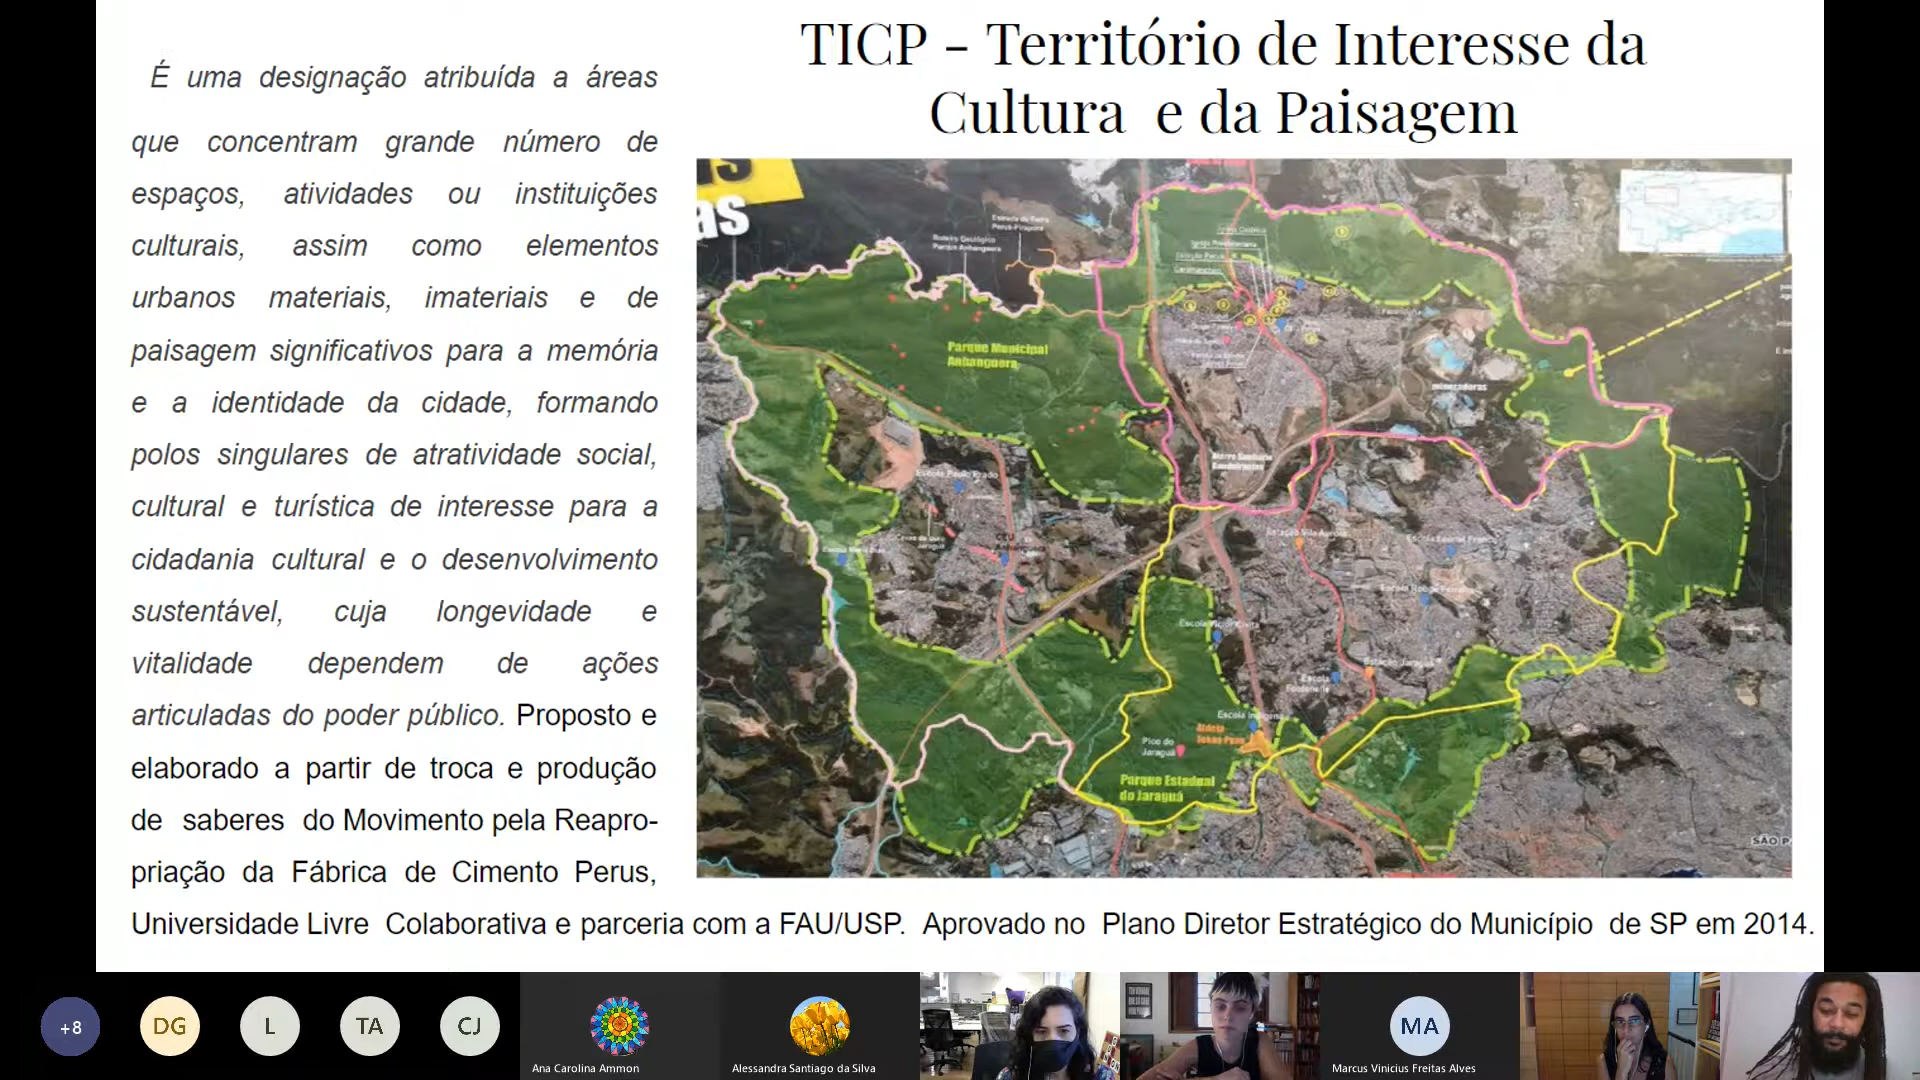 TICP - Território de Interesse da
Cultura e da Paisagem
É uma designação atribuída a áreas
que concentram grande número de
espaços, atividades ou instituições
culturais, assim como elementos
urbanos materiais, imateriais e de
paisagem significativos para a memória
e a identidade da cidade, formando
polos singulares de atratividade social,
cultural e turística de interesse para a
cidadania cultural e o desenvolvimento
sustentável, cuja longevidade e
vitalidade dependem de ações
articuladas do poder público. Proposto e
elaborado a partir de troca e produção
de saberes do Movimento pela Reapro-
priação da Fábrica de Cimento Perus,
Universidade Livre Colaborativa e parceria com a FAU/USP. Aprovado no Plano Diretor Estratégico do Município de SP em 2014.
as
Parque Municipal
Anhanguera
mineradoras
Aterro Sanitário
Bandeirantes
Pico do
Jaraguá
Parque Estadual
do Jaraguá
SÃO P
+8
DG
L
TA
CJ
Ana Carolina Ammon
Alessandra Santiago da Silva
MA
Marcus Vinicius Freitas Alves